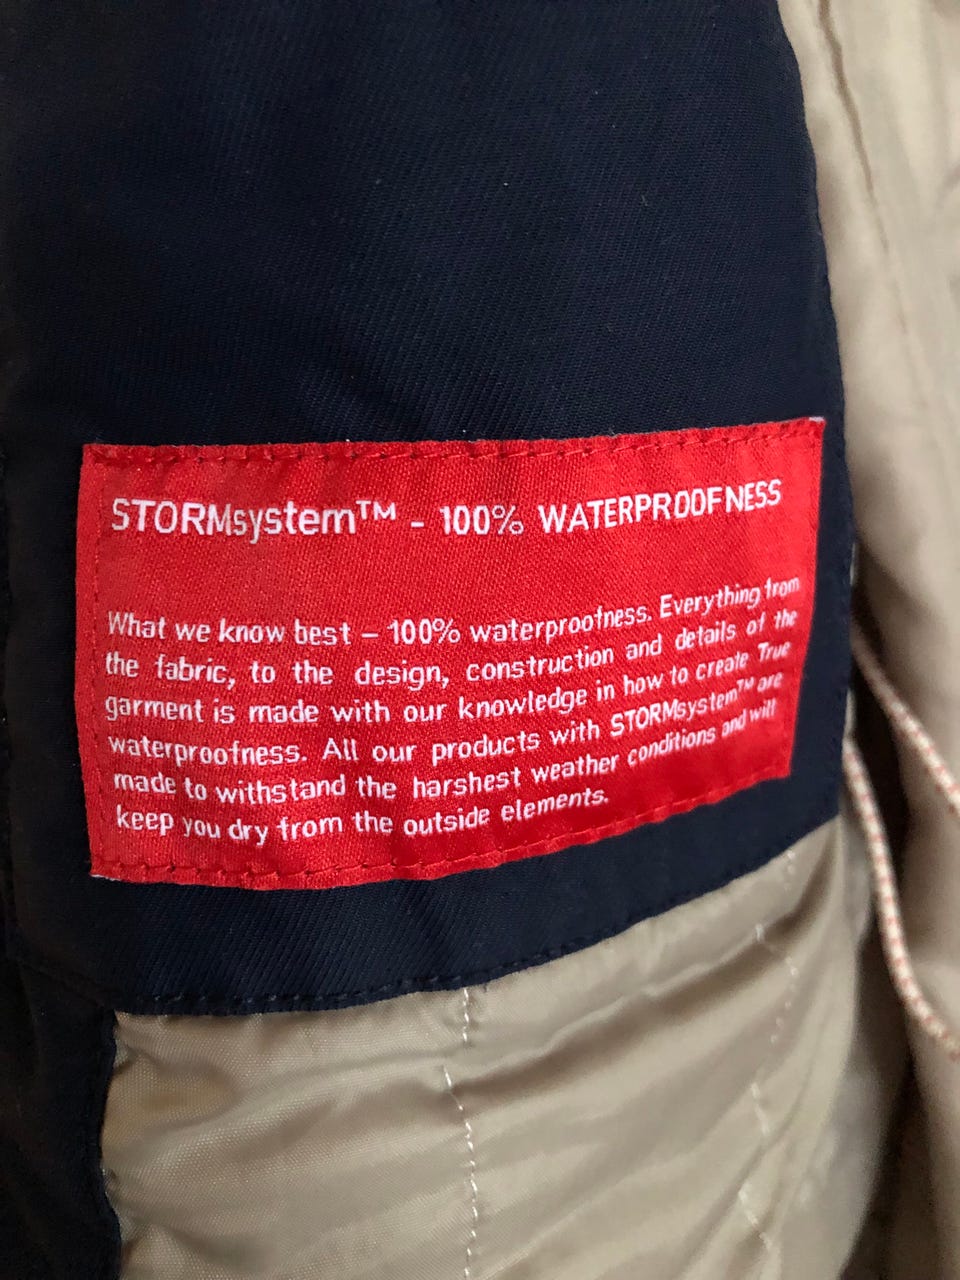 STORMsystem™ - 100% WATERPROOFNESS
What we know best – 100% waterproofness. Everything from
the fabric, to the design, construction and details of the
garment is made with our knowledge in how to create True
waterproofness. All our products with STORMsystem™ are
made to withstand the harshest weather conditions and will
keep you dry from the outside elements.